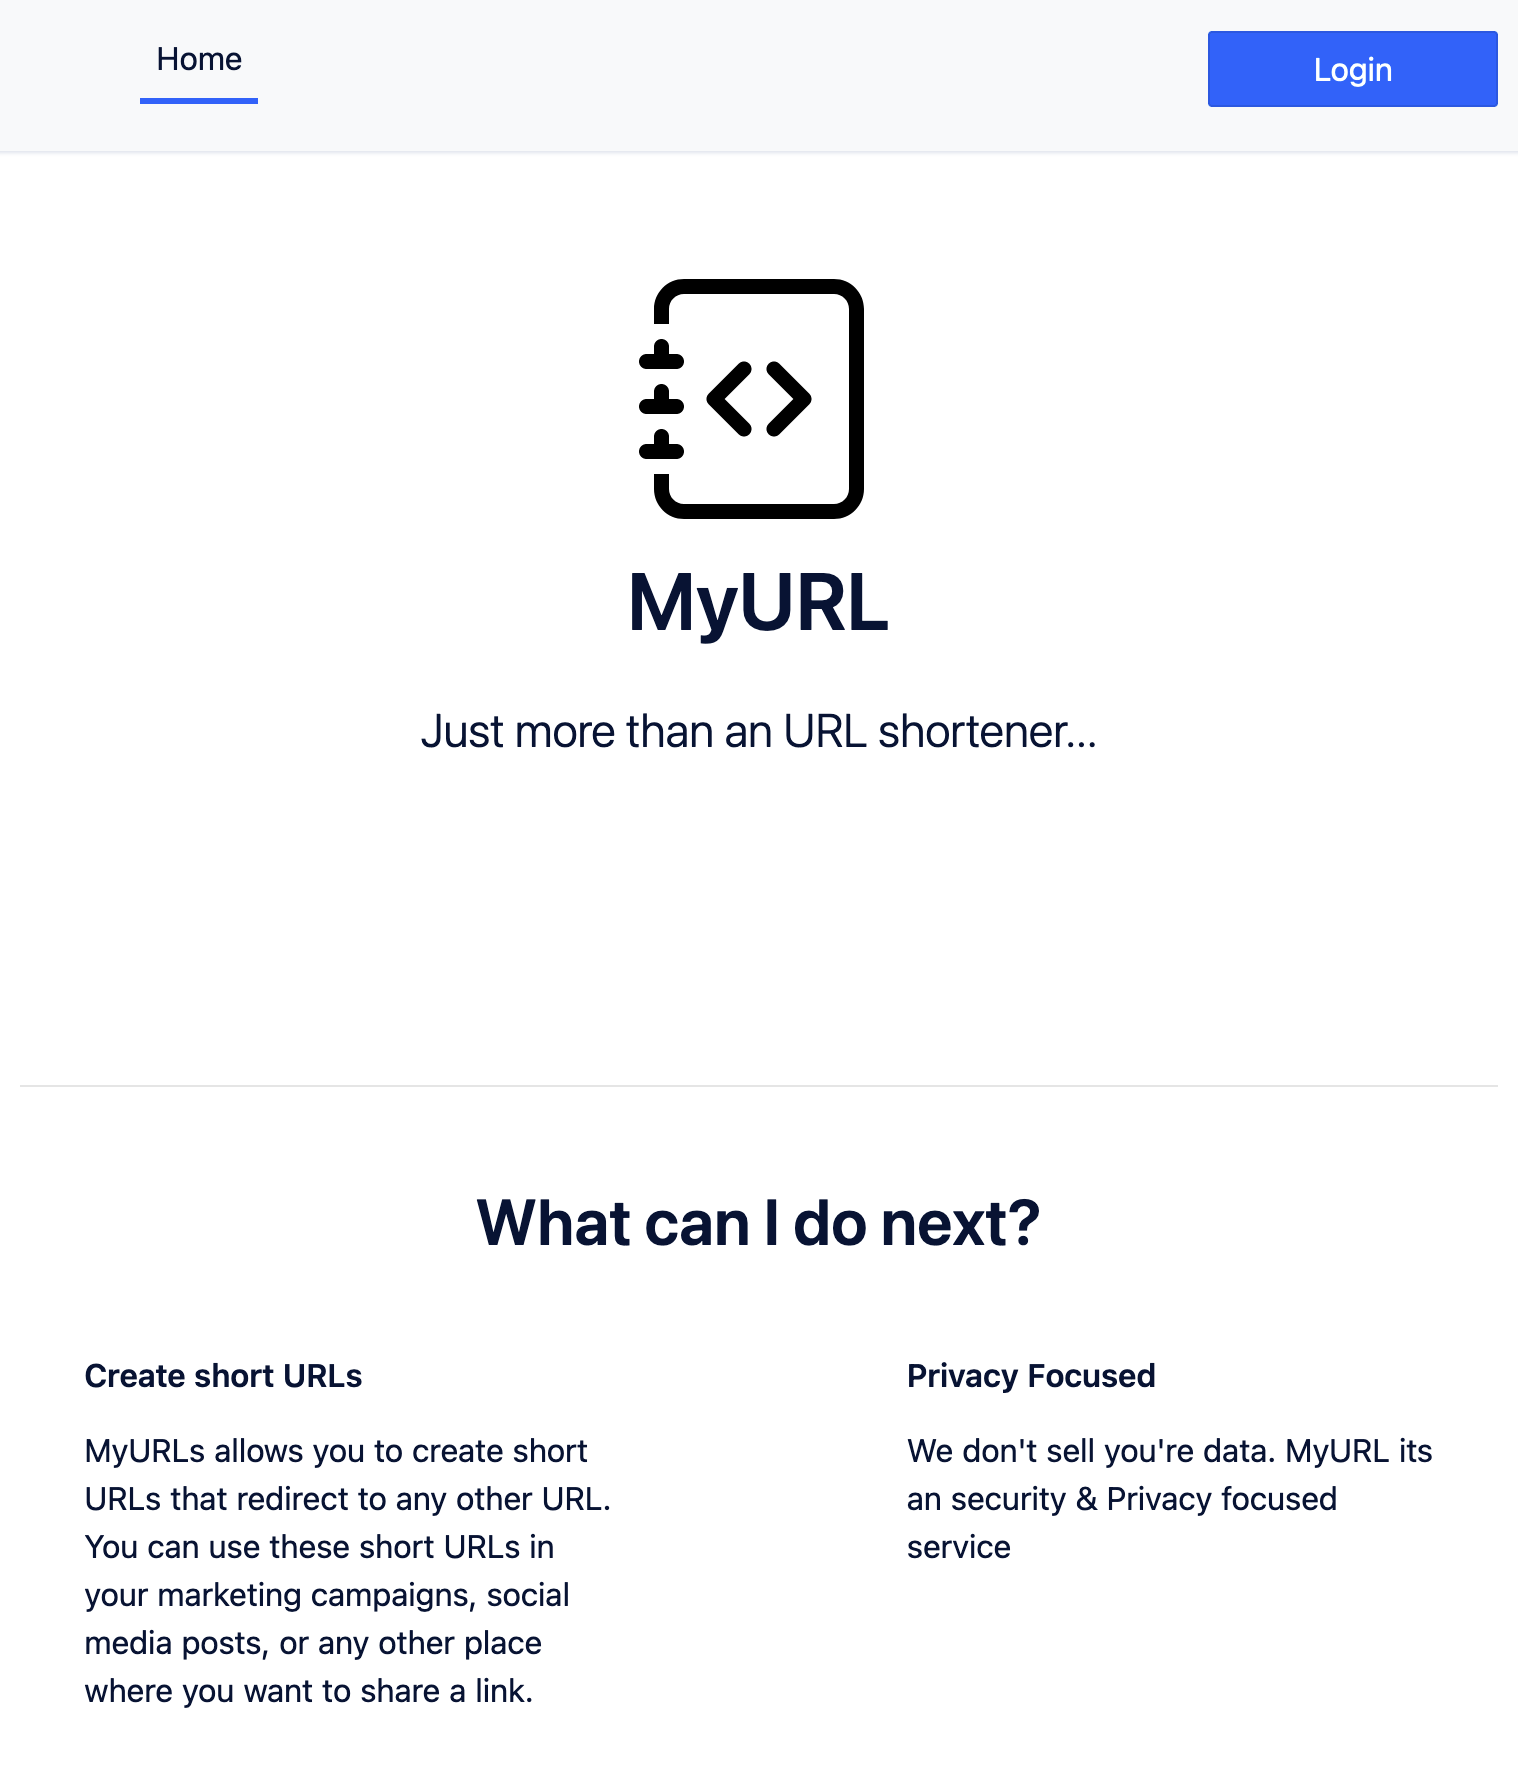 Home
Login
MyURL
Just more than an URL shortener...
What can I do next?
Create short URLs
MyURLs allows you to create short
URLs that redirect to any other URL.
You can use these short URLs in
your marketing campaigns, social
media posts, or any other place
where you want to share a link.
Privacy Focused
We don't sell you're data. MyURL its
an security & Privacy focused
service